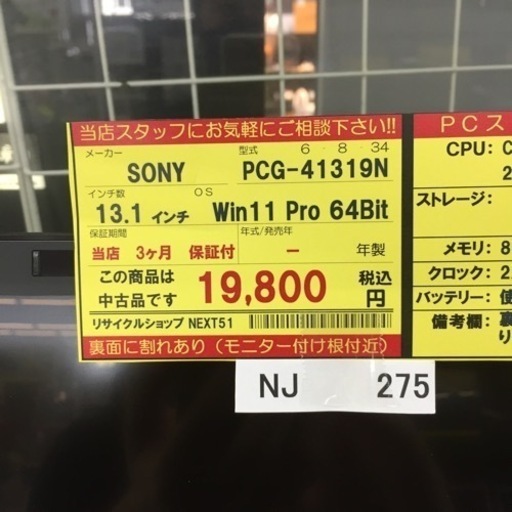 当店スタッフにお気軽にご相談下さい!!
メーカー SONY
型式 6-8-34
PCG-41319N
インチ数 13.1 インチ
OS Win11 Pro 64Bit
保証期間 当店 3ヶ月 保証付
年式/発売年 ー 年製
この商品は
中古品です
19,800 税込
円
リサイクルショップ NEXT51
裏面に割れあり（モニター付け根付近）
PCス
CPU: C
2
ストレージ:
メモリ: 8
クロック: 2.
バッテリー: 使
備考欄: 裏
り
NJ 275